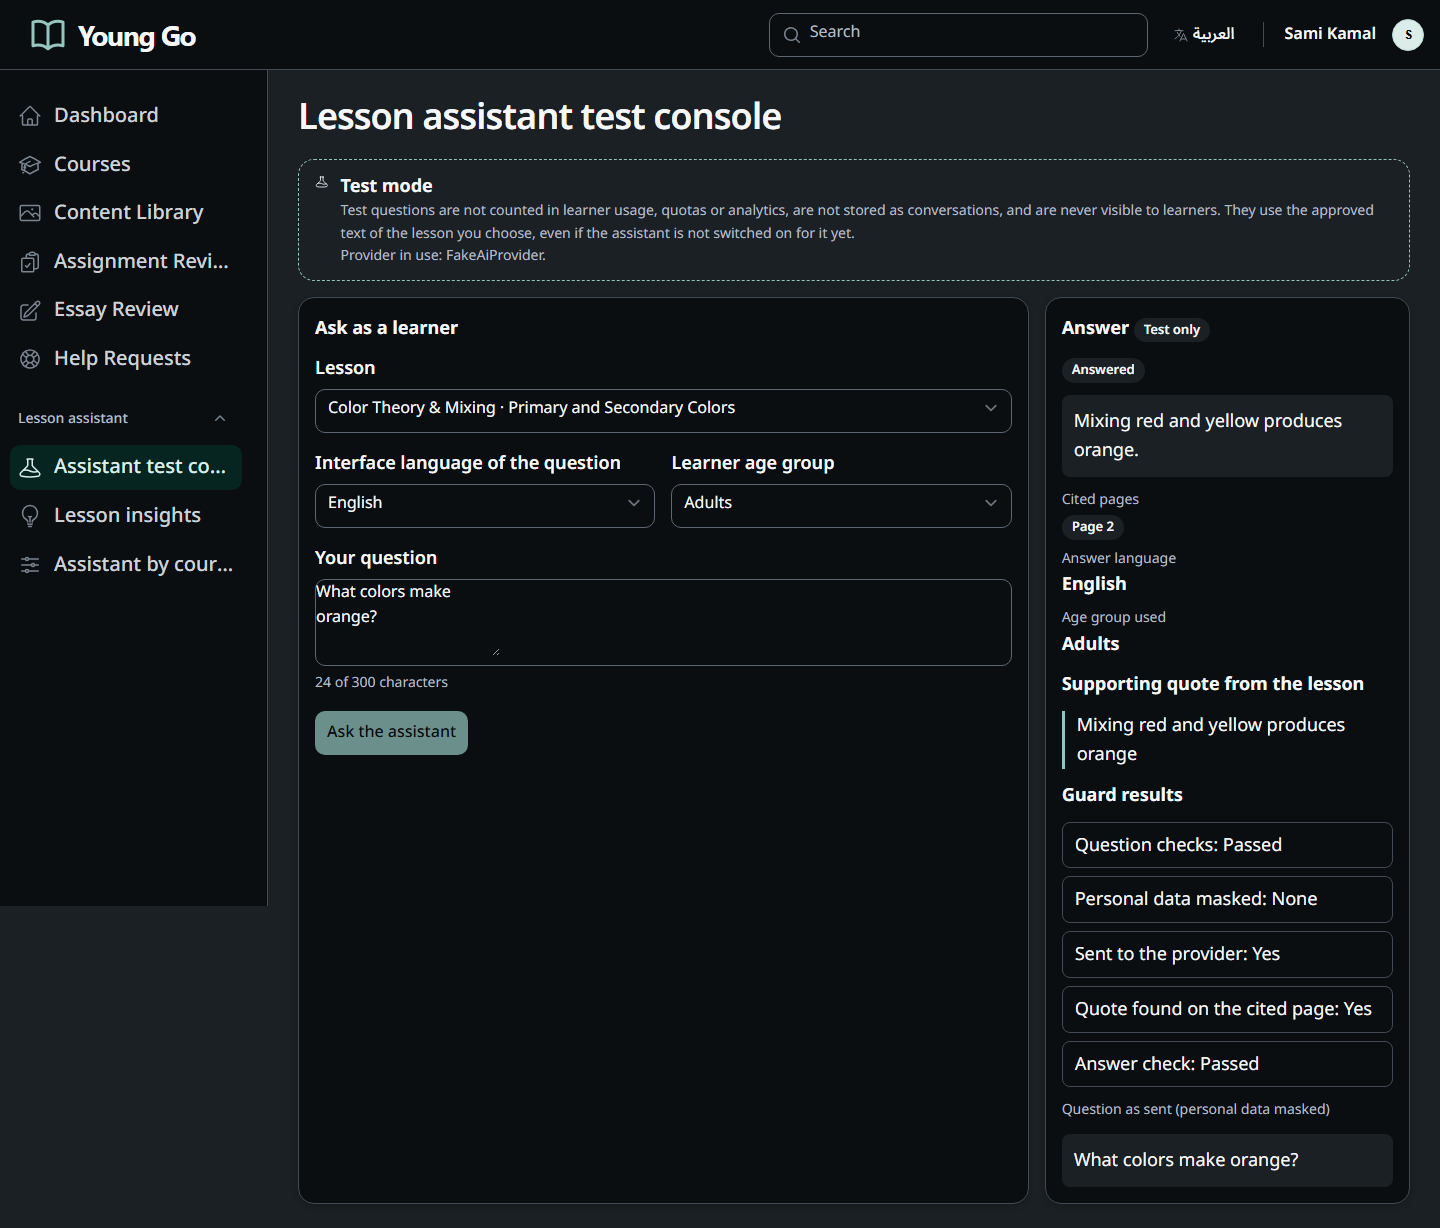 Young Go
Search
العربية
Sami Kamal
S
Dashboard
Courses
Content Library
Assignment Revi...
Essay Review
Help Requests
Lesson assistant
Assistant test co...
Lesson insights
Assistant by cour...
Lesson assistant test console
Test mode
Test questions are not counted in learner usage, quotas or analytics, are not stored as conversations, and are never visible to learners. They use the approved
text of the lesson you choose, even if the assistant is not switched on for it yet.
Provider in use: FakeAiProvider.
Ask as a learner
Lesson
Color Theory & Mixing · Primary and Secondary Colors
Interface language of the question
English
Learner age group
Adults
Your question
What colors make
orange?
24 of 300 characters
Ask the assistant
Answer
Test only
Answered
Mixing red and yellow produces
orange.
Cited pages
Page 2
Answer language
English
Age group used
Adults
Supporting quote from the lesson
Mixing red and yellow produces
orange
Guard results
Question checks: Passed
Personal data masked: None
Sent to the provider: Yes
Quote found on the cited page: Yes
Answer check: Passed
Question as sent (personal data masked)
What colors make orange?